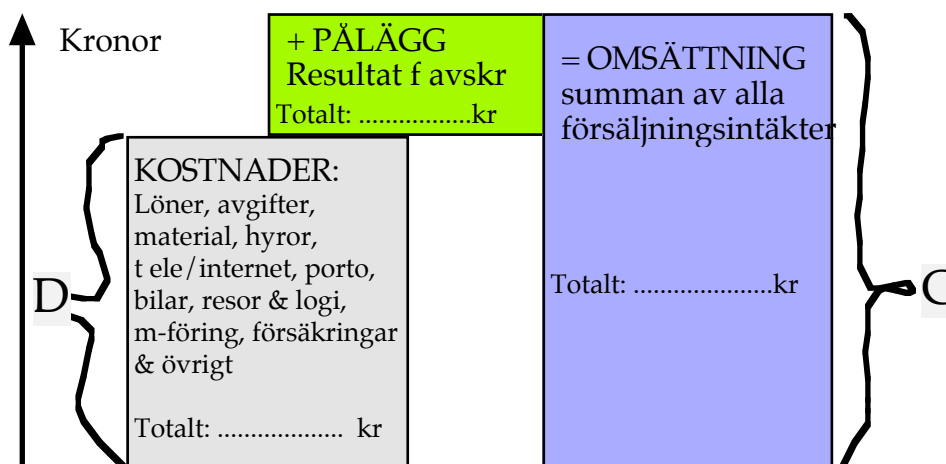 Kronor
+ PÅLÄGG
Resultat f avskr
Totalt: .................kr
= OMSÄTTNING
summan av alla
försäljningsintäkter
Totalt: .....................kr
KOSTNADER:
Löner, avgifter,
material, hyror,
t ele/internet, porto,
bilar, resor & logi,
m-föring, försäkringar
& övrigt
Totalt: ................... kr
D